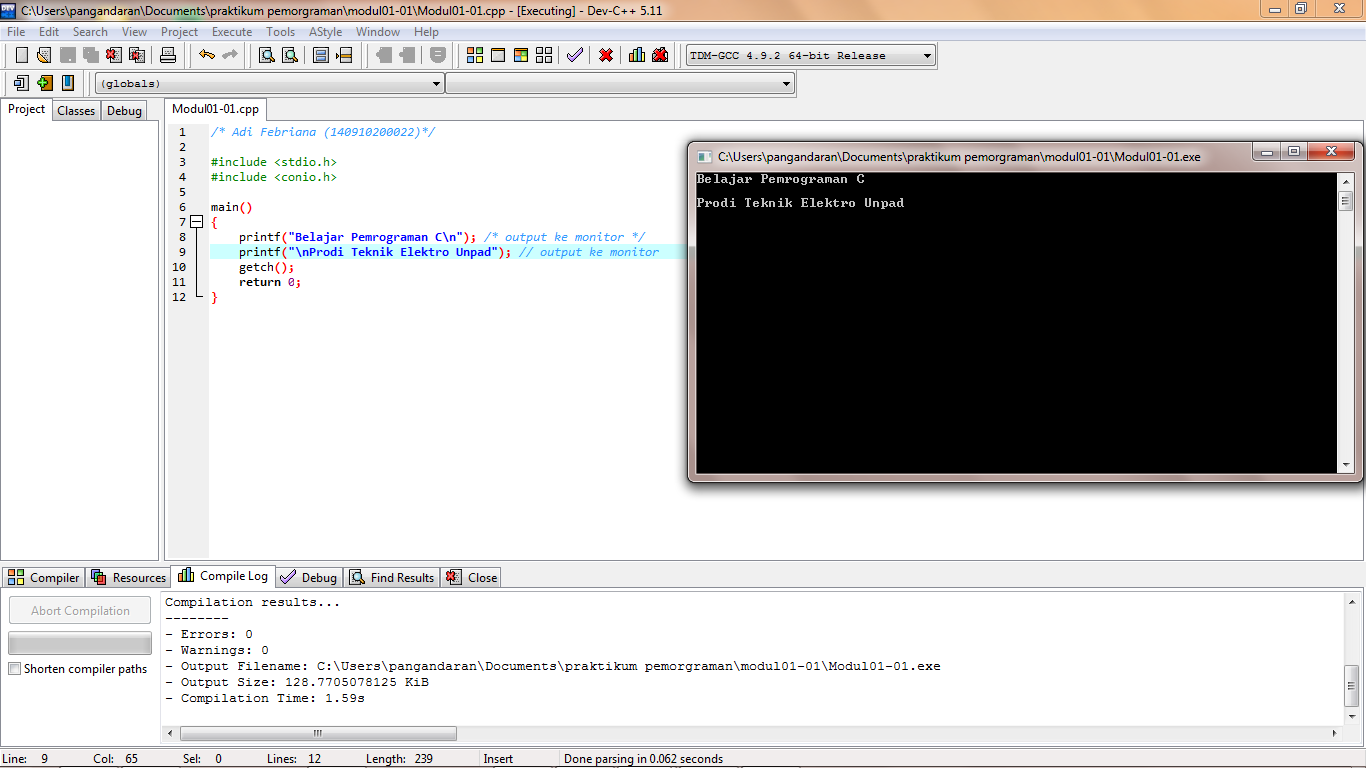 C:\Users\pangandaran\Documents\praktikum pemorgraman\modul01-01\Modul01-01.cpp - [Executing] - Dev-C++ 5.11
File Edit Search View Project Execute Tools AStyle Window Help
TDM-GCC 4.9.2 64-bit Release
(globals)
Project Classes Debug
Modul01-01.cpp
1 /* Adi Febriana (140910200022)*/
2
3 #include <stdio.h>
4 #include <conio.h>
5
6 main()
7 {
8 printf("Belajar Pemrograman C\n"); /* output ke monitor */
9 printf("\nProdi Teknik Elektro Unpad"); // output ke monitor
10 getch();
11 return 0;
12 }
C:\Users\pangandaran\Documents\praktikum pemorgraman\modul01-01\Modul01-01.exe
Belajar Pemrograman C
Prodi Teknik Elektro Unpad
Compiler Resources Compile Log Debug Find Results Close
Abort Compilation
Shorten compiler paths
Compilation results...
--------
- Errors: 0
- Warnings: 0
- Output Filename: C:\Users\pangandaran\Documents\praktikum pemorgraman\modul01-01\Modul01-01.exe
- Output Size: 128.7705078125 KiB
- Compilation Time: 1.59s
Line: 9 Col: 65 Sel: 0 Lines: 12 Length: 239 Insert Done parsing in 0.062 seconds